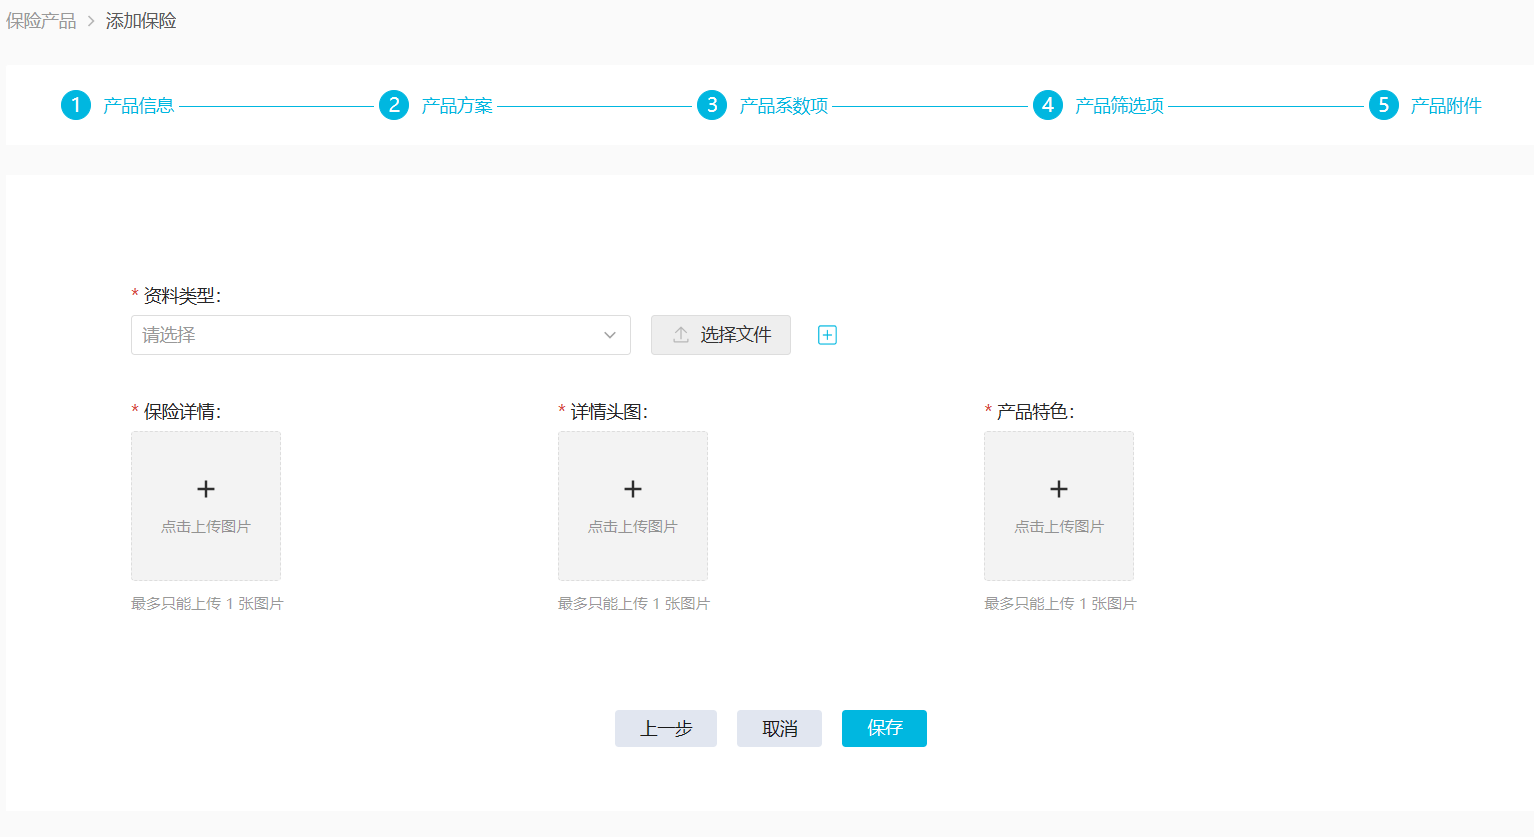 保险产品 > 添加保险
1 产品信息 2 产品方案 3 产品系数项 4 产品筛选项 5 产品附件
* 资料类型:
请选择 选择文件
* 保险详情: * 详情头图: * 产品特色:
点击上传图片 点击上传图片 点击上传图片
最多只能上传 1 张图片 最多只能上传 1 张图片 最多只能上传 1 张图片
上一步 取消 保存